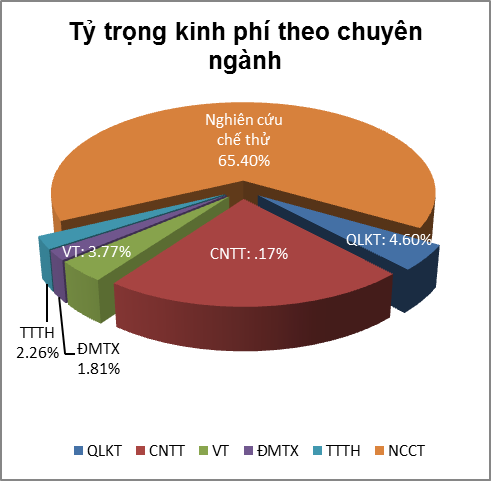 Tỷ trọng kinh phí theo chuyên
ngành
Nghiên cứu
chế thử
65.40%
QLKT: 4.60%
CNTT: .17%
VT: 3.77%
TTTH
2.26%
ĐMTX
1.81%
QLKT CNTT VT ĐMTX TTTH NCCT